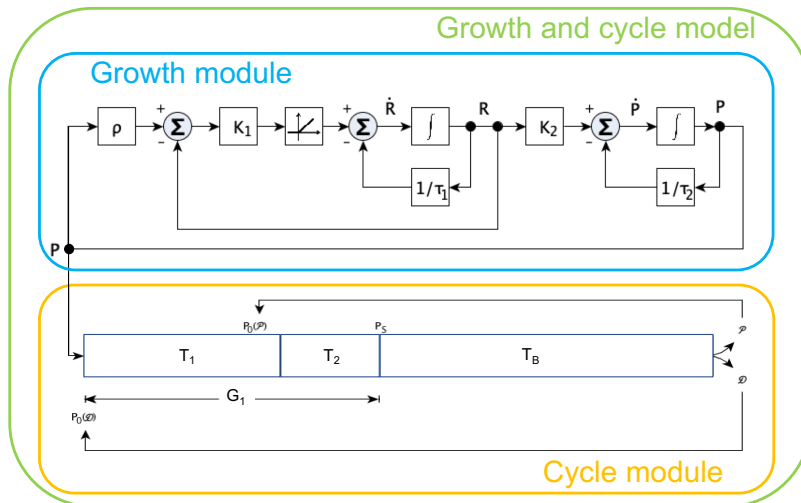 Growth and cycle model
Growth module
ρ
+
Σ
−
K1
+
Σ
−
Ṙ
∫
R
K2
+
Σ
−
Ṗ
∫
P
1/τ1
1/τ2
P
P0(𝒫)
PS
𝒫
T1
T2
TB
𝒟
G1
P0(𝒟)
Cycle module